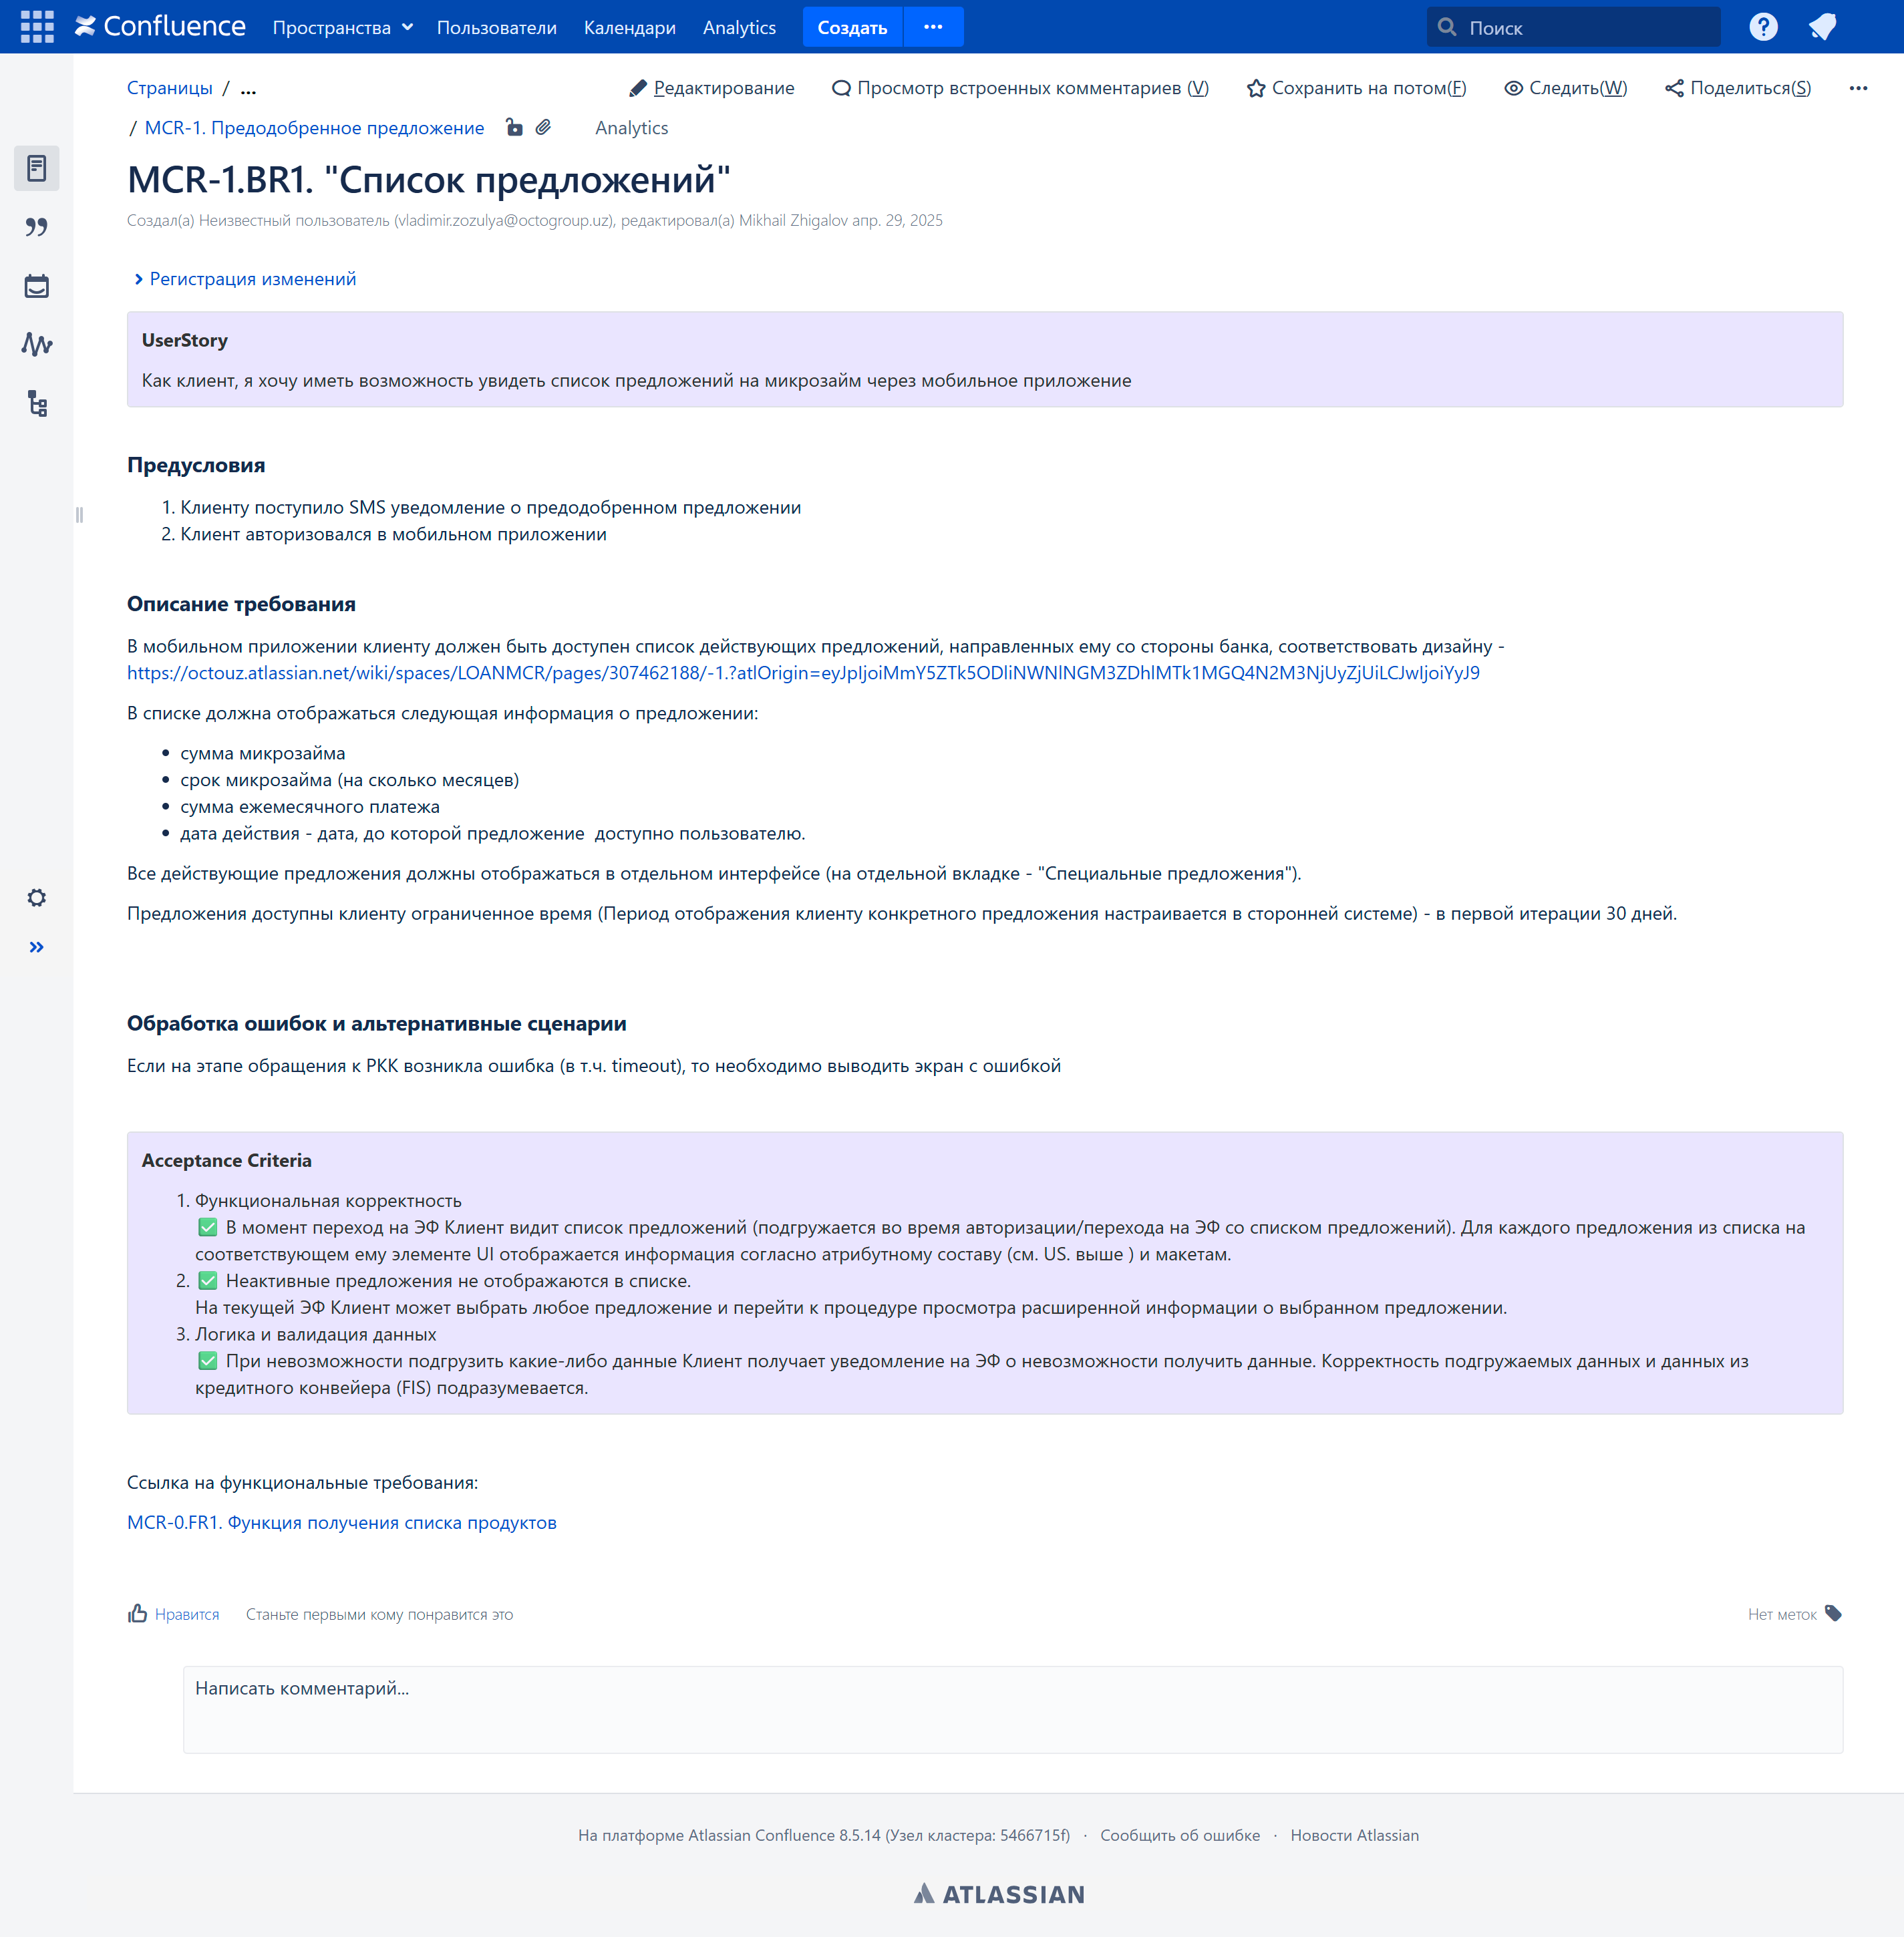 Confluence Пространства Пользователи Календари Analytics Создать ··· Поиск
Страницы / ... Редактирование Просмотр встроенных комментариев (V) Сохранить на потом(F) Следить(W) Поделиться(S) ···
/ MCR-1. Предодобренное предложение Analytics
MCR-1.BR1. "Список предложений"
Создал(а) Неизвестный пользователь (vladimir.zozulya@octogroup.uz), редактировал(а) Mikhail Zhigalov апр. 29, 2025
Регистрация изменений
UserStory
Как клиент, я хочу иметь возможность увидеть список предложений на микрозайм через мобильное приложение
Предусловия
1. Клиенту поступило SMS уведомление о предодобренном предложении
2. Клиент авторизовался в мобильном приложении
Описание требования
В мобильном приложении клиенту должен быть доступен список действующих предложений, направленных ему со стороны банка, соответствовать дизайну -
https://octouz.atlassian.net/wiki/spaces/LOANMCR/pages/307462188/-1.?atlOrigin=eyJpIjoiMmY5ZTk5ODliNWNlNGM3ZDhlMTk1MGQ4N2M3NjUyZjUiLCJwIjoiYyJ9
В списке должна отображаться следующая информация о предложении:
• сумма микрозайма
• срок микрозайма (на сколько месяцев)
• сумма ежемесячного платежа
• дата действия - дата, до которой предложение доступно пользователю.
Все действующие предложения должны отображаться в отдельном интерфейсе (на отдельной вкладке - "Специальные предложения").
Предложения доступны клиенту ограниченное время (Период отображения клиенту конкретного предложения настраивается в сторонней системе) - в первой итерации 30 дней.
Обработка ошибок и альтернативные сценарии
Если на этапе обращения к РКК возникла ошибка (в т.ч. timeout), то необходимо выводить экран с ошибкой
Acceptance Criteria
1. Функциональная корректность
✅ В момент переход на ЭФ Клиент видит список предложений (подгружается во время авторизации/перехода на ЭФ со списком предложений). Для каждого предложения из списка на
соответствующем ему элементе UI отображается информация согласно атрибутному составу (см. US. выше ) и макетам.
2. ✅ Неактивные предложения не отображаются в списке.
На текущей ЭФ Клиент может выбрать любое предложение и перейти к процедуре просмотра расширенной информации о выбранном предложении.
3. Логика и валидация данных
✅ При невозможности подгрузить какие-либо данные Клиент получает уведомление на ЭФ о невозможности получить данные. Корректность подгружаемых данных и данных из
кредитного конвейера (FIS) подразумевается.
Ссылка на функциональные требования:
MCR-0.FR1. Функция получения списка продуктов
Нравится Станьте первыми кому понравится это Нет меток
Написать комментарий...
На платформе Atlassian Confluence 8.5.14 (Узел кластера: 5466715f) · Сообщить об ошибке · Новости Atlassian
ATLASSIAN